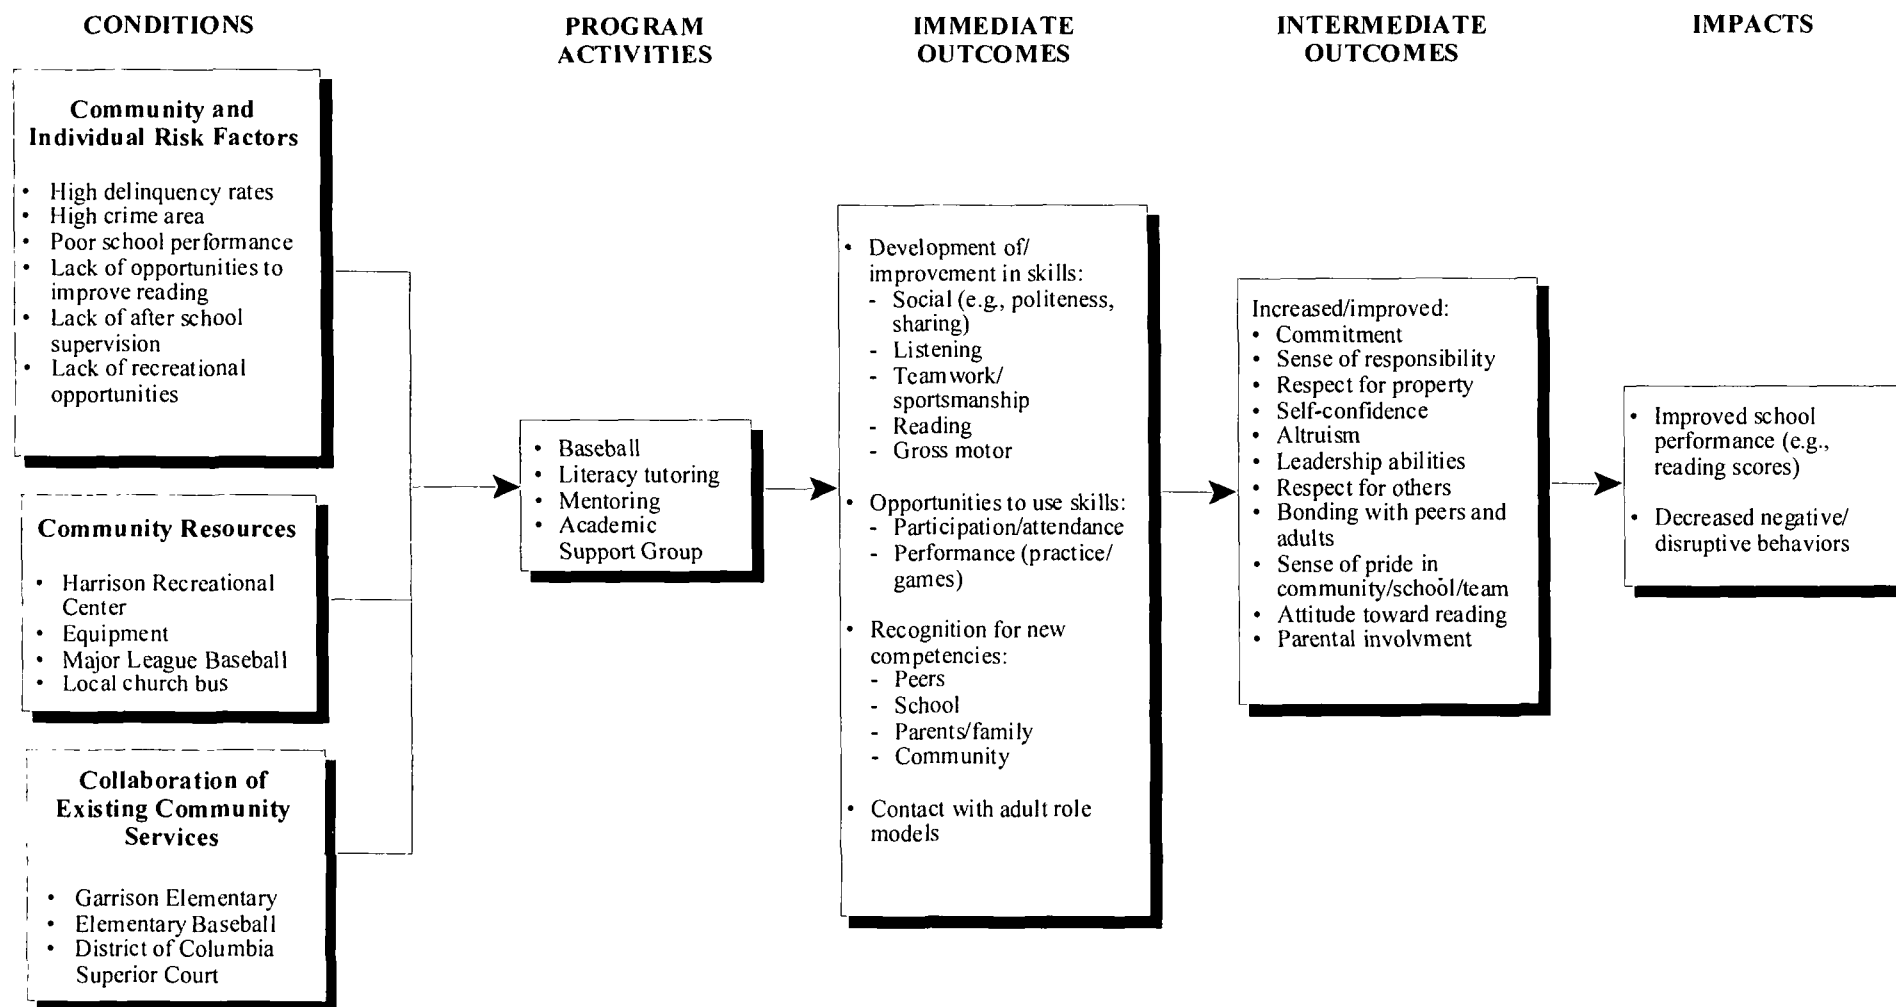 CONDITIONS
PROGRAM
ACTIVITIES
IMMEDIATE
OUTCOMES
INTERMEDIATE
OUTCOMES
IMPACTS
Community and
Individual Risk Factors
• High delinquency rates
• High crime area
• Poor school performance
• Lack of opportunities to
improve reading
• Lack of after school
supervision
• Lack of recreational
opportunities
Community Resources
• Harrison Recreational
Center
• Equipment
• Major League Baseball
• Local church bus
Collaboration of
Existing Community
Services
• Garrison Elementary
• Elementary Baseball
• District of Columbia
Superior Court
• Baseball
• Literacy tutoring
• Mentoring
• Academic
Support Group
• Development of/
improvement in skills:
- Social (e.g., politeness,
sharing)
- Listening
- Teamwork/
sportsmanship
- Reading
- Gross motor
• Opportunities to use skills:
- Participation/attendance
- Performance (practice/
games)
• Recognition for new
competencies:
- Peers
- School
- Parents/family
- Community
• Contact with adult role
models
Increased/improved:
• Commitment
• Sense of responsibility
• Respect for property
• Self-confidence
• Altruism
• Leadership abilities
• Respect for others
• Bonding with peers and
adults
• Sense of pride in
community/school/team
• Attitude toward reading
• Parental involvment
• Improved school
performance (e.g.,
reading scores)
• Decreased negative/
disruptive behaviors